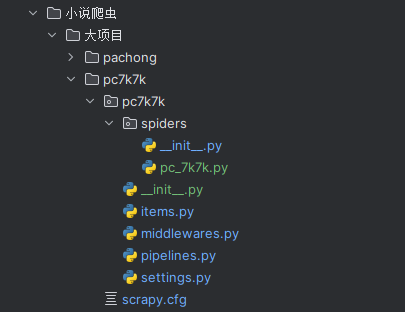 小说爬虫
大项目
pachong
pc7k7k
pc7k7k
spiders
__init__.py
pc_7k7k.py
__init__.py
items.py
middlewares.py
pipelines.py
settings.py
scrapy.cfg